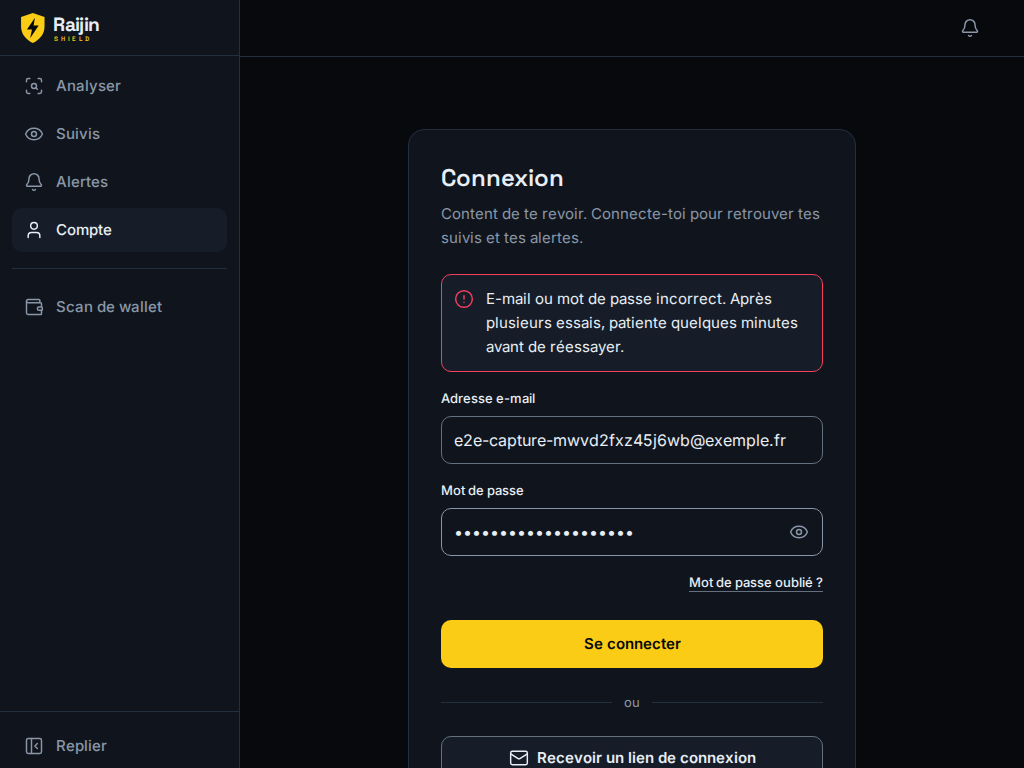 Raijin
SHIELD
Analyser
Suivis
Alertes
Compte
Scan de wallet
Replier
Connexion
Content de te revoir. Connecte-toi pour retrouver tes
suivis et tes alertes.
E-mail ou mot de passe incorrect. Après
plusieurs essais, patiente quelques minutes
avant de réessayer.
Adresse e-mail
e2e-capture-mwvd2fxz45j6wb@exemple.fr
Mot de passe
••••••••••••••••••••
Mot de passe oublié ?
Se connecter
ou
Recevoir un lien de connexion